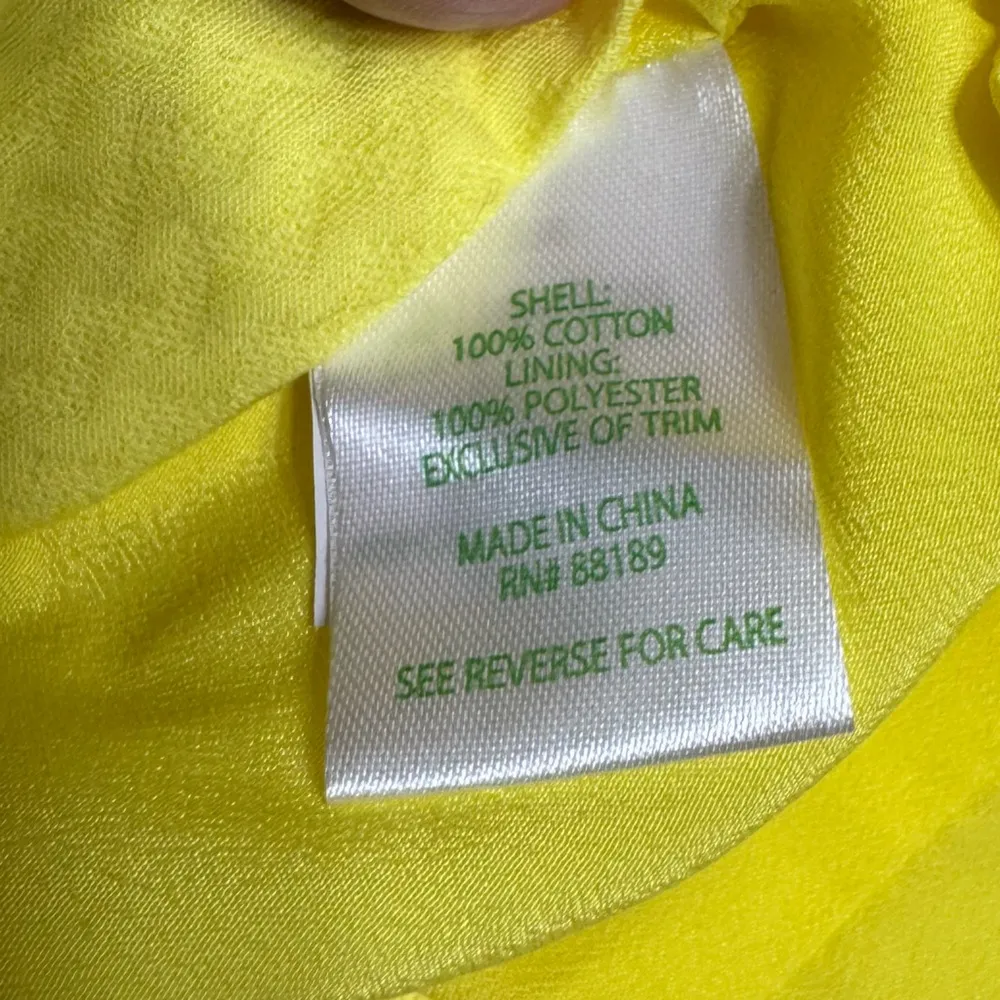 SHELL:
100% COTTON
LINING:
100% POLYESTER
EXCLUSIVE OF TRIM
MADE IN CHINA
RN# 88189
SEE REVERSE FOR CARE